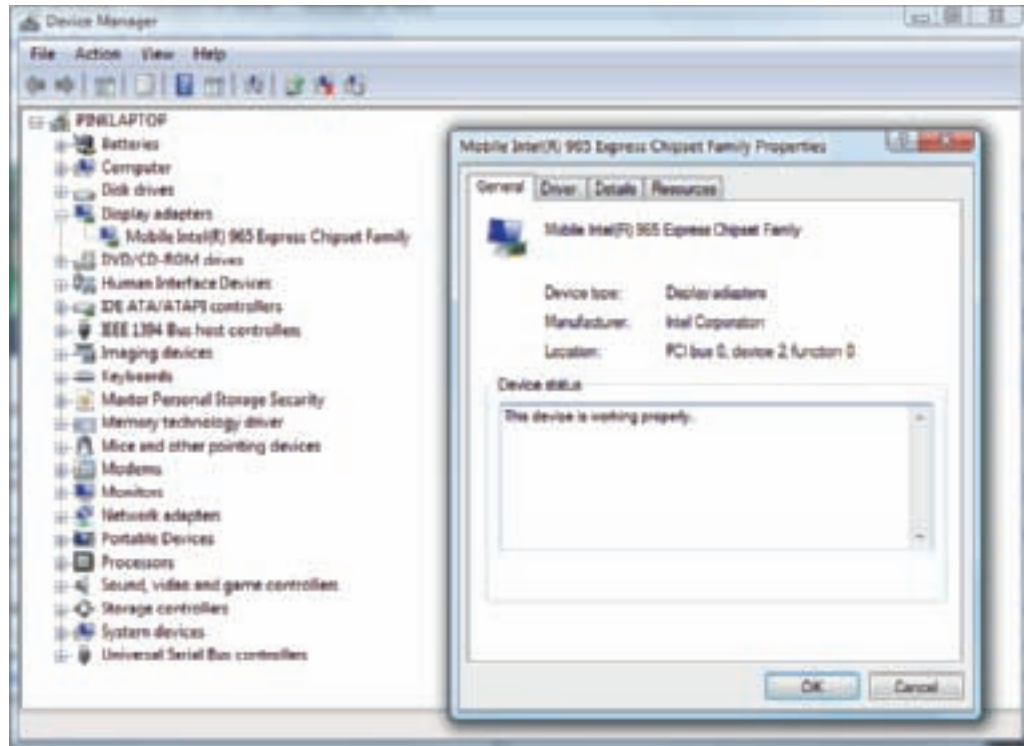 Device Manager
File Action View Help
PINKLAPTOP
Batteries
Computer
Disk drives
Display adapters
Mobile Intel(R) 965 Express Chipset Family
DVD/CD-ROM drives
Human Interface Devices
IDE ATA/ATAPI controllers
IEEE 1394 Bus host controllers
Imaging devices
Keyboards
Master Personal Storage Security
Memory technology driver
Mice and other pointing devices
Modems
Monitors
Network adapters
Portable Devices
Processors
Sound, video and game controllers
Storage controllers
System devices
Universal Serial Bus controllers
Mobile Intel(R) 965 Express Chipset Family Properties
General Driver Details Resources
Mobile Intel(R) 965 Express Chipset Family
Device type: Display adapters
Manufacturer: Intel Corporation
Location: PCI bus 0, device 2, function 0
Device status
This device is working properly.
OK Cancel